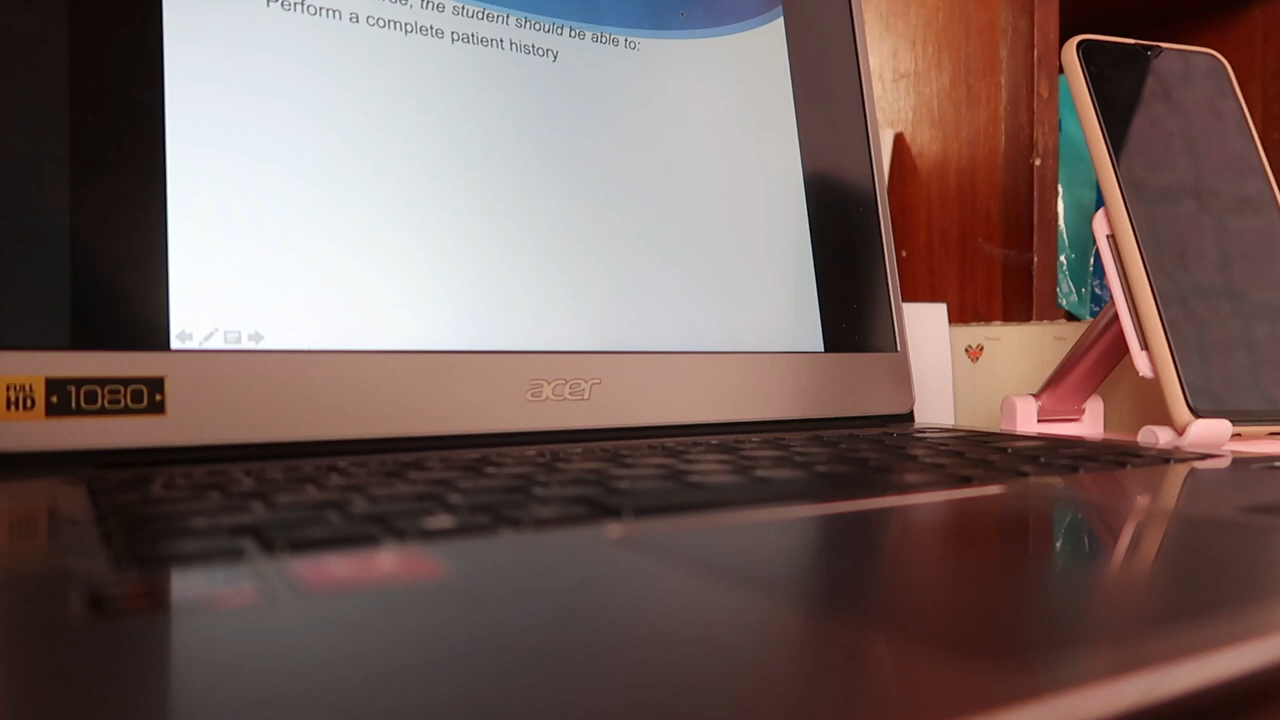 the student should be able to:
Perform a complete patient history
FULL
HD
1080
acer